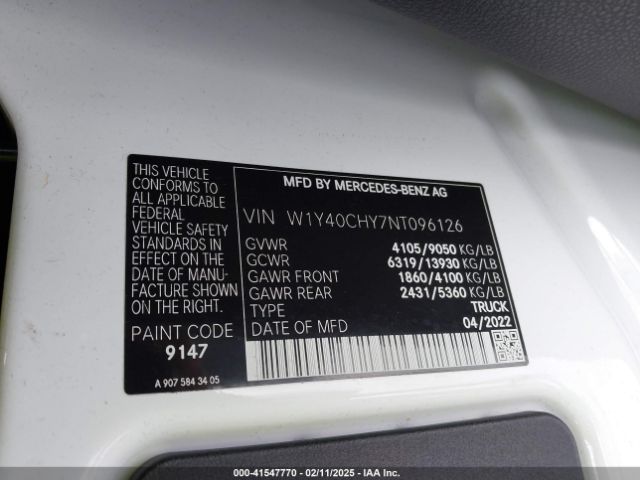 THIS VEHICLE
CONFORMS TO
ALL APPLICABLE
FEDERAL
VEHICLE SAFETY
STANDARDS IN
EFFECT ON THE
DATE OF MANU-
FACTURE SHOWN
ON THE RIGHT.
PAINT CODE
9147
A 907 584 34 05
MFD BY MERCEDES-BENZ AG
VIN W1Y40CHY7NT096126
GVWR 4105/9050 KG/LB
GCWR 6319/13930 KG/LB
GAWR FRONT 1860/4100 KG/LB
GAWR REAR 2431/5360 KG/LB
TYPE TRUCK
DATE OF MFD 04/2022
000-41547770 - 02/11/2025 - IAA Inc.